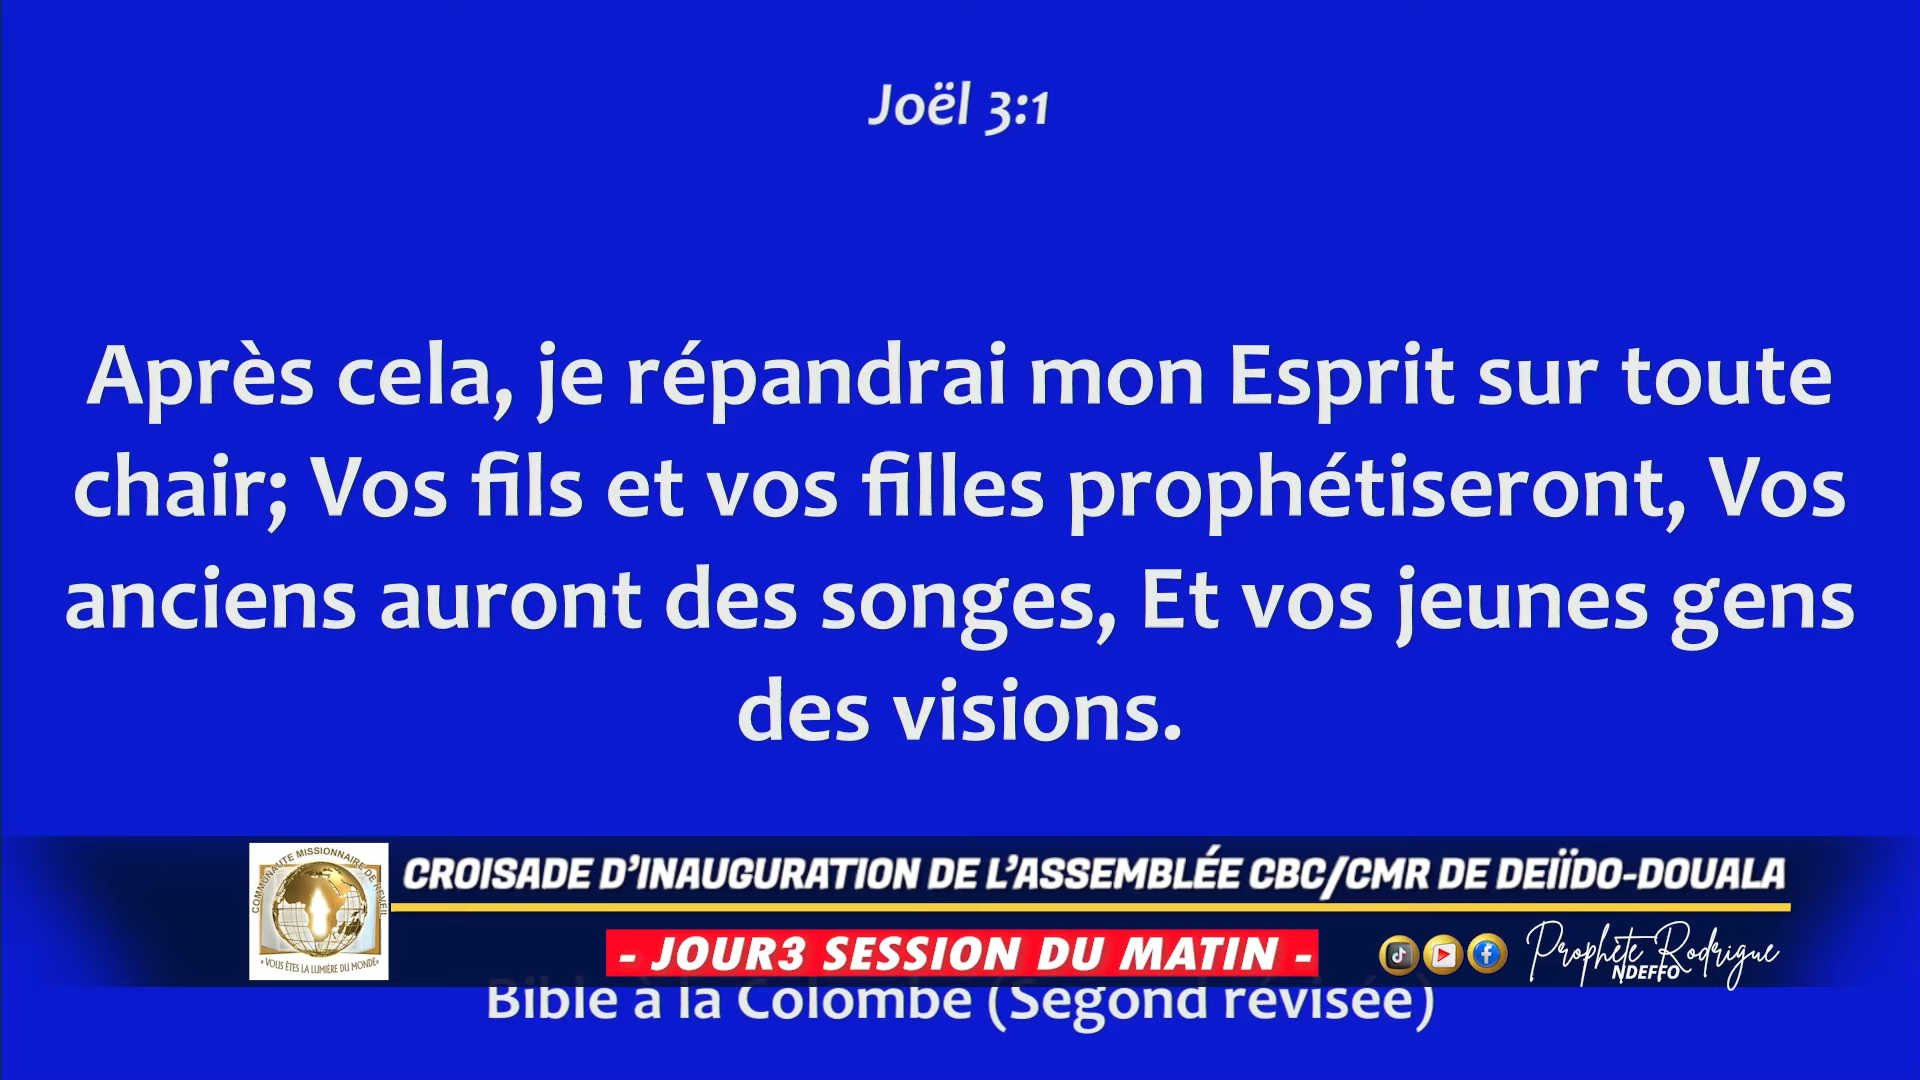 Joël 3:1
Après cela, je répandrai mon Esprit sur toute
chair; Vos fils et vos filles prophétiseront, Vos
anciens auront des songes, Et vos jeunes gens
des visions.
COMMUNAUTE MISSIONNAIRE DE REVEIL
« VOUS ÊTES LA LUMIÈRE DU MONDE»
CROISADE D’INAUGURATION DE L’ASSEMBLÉE CBC/CMR DE DEIÏDO-DOUALA
- JOUR3 SESSION DU MATIN -
Prophète Rodrigue
NDEFFO
Bible à la Colombe (Segond révisée)